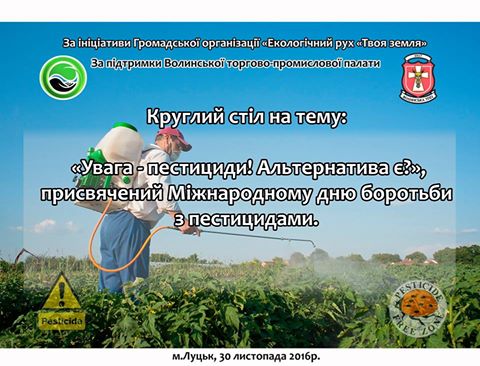 За ініціативи Громадської організації «Екологічний рух «Твоя земля»
За підтримки Волинської торгово-промислової палати
Круглий стіл на тему:
«Увага - пестициди! Альтернатива є?»,
присвячений Міжнародному дню боротьби
з пестицидами.
Pesticida
PESTICIDE
FREE ZONE
м.Луцьк, 30 листопада 2016р.